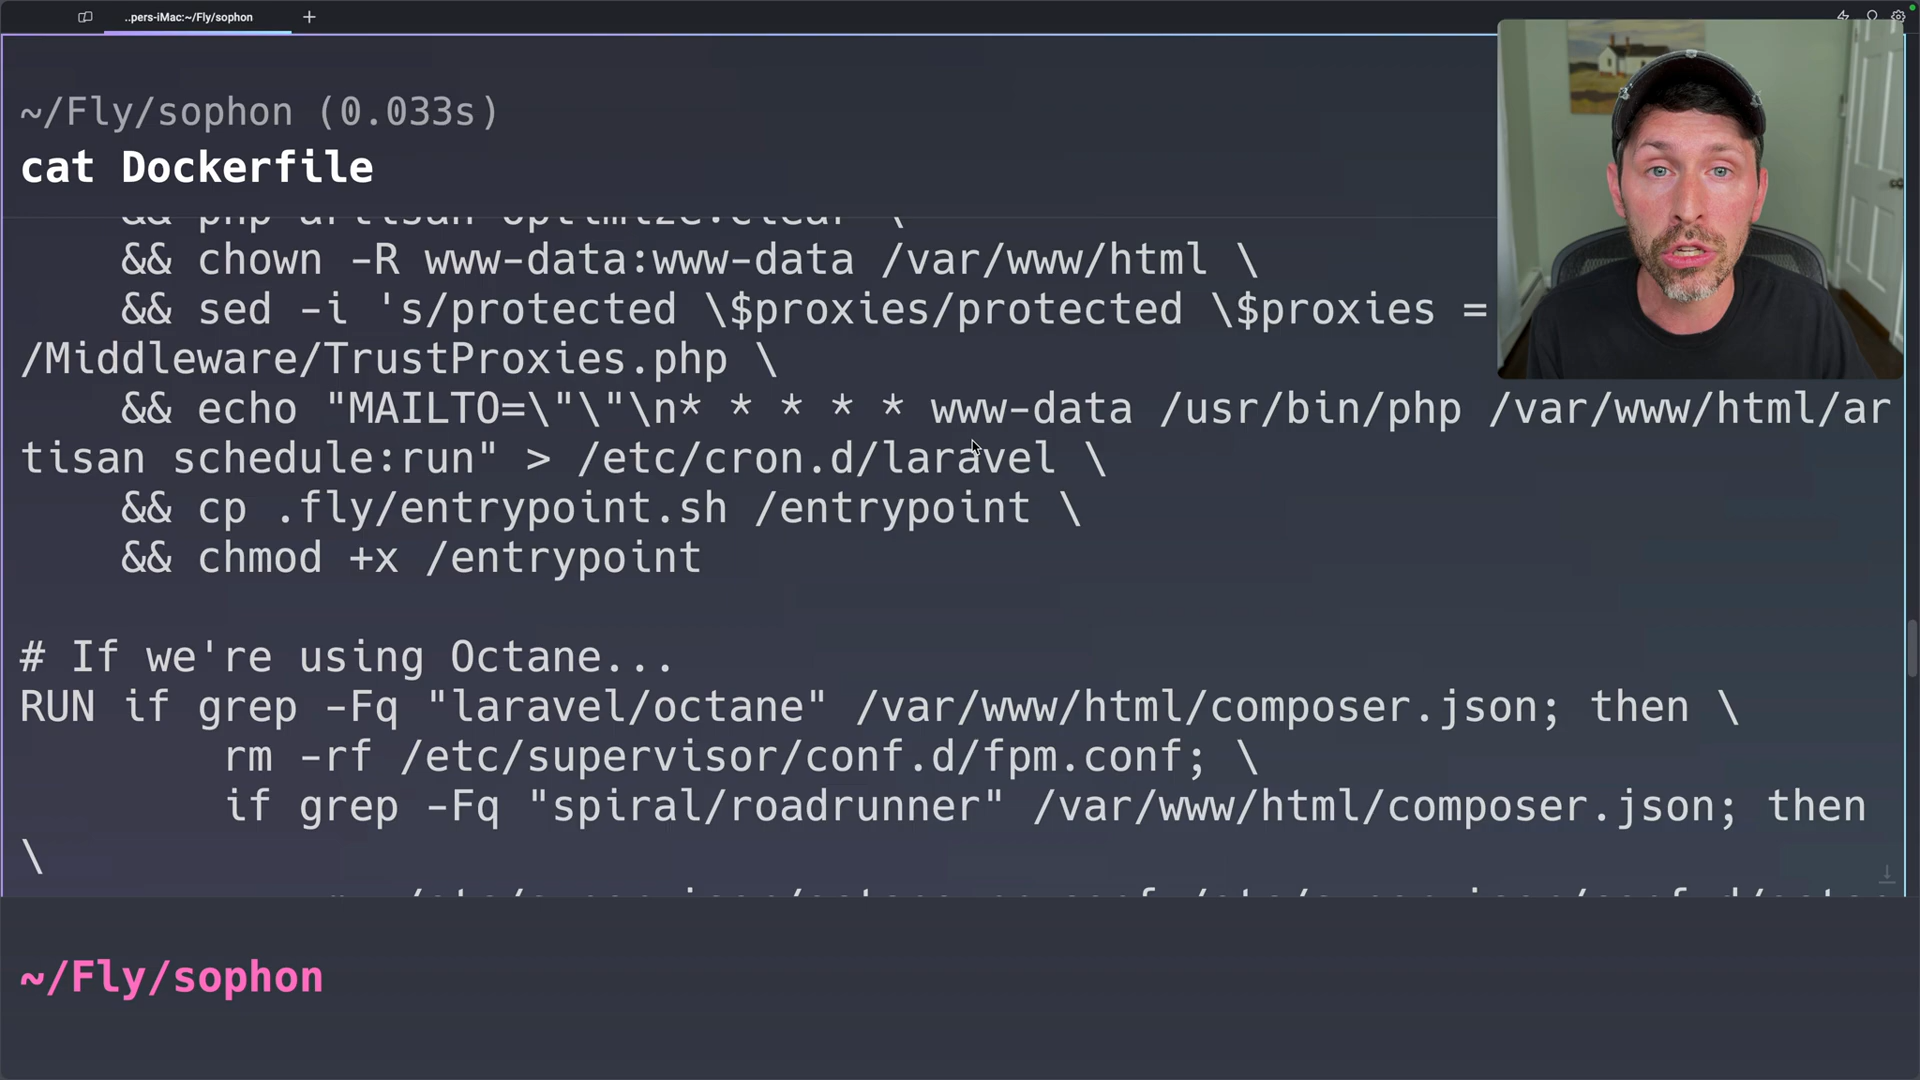 ..pers-iMac:~/Fly/sophon
~/Fly/sophon (0.033s)
cat Dockerfile
&& php artisan optimize:clear \
&& chown -R www-data:www-data /var/www/html \
&& sed -i 's/protected \$proxies/protected \$proxies =
/Middleware/TrustProxies.php \
&& echo "MAILTO=\"\"\n* * * * * www-data /usr/bin/php /var/www/html/ar
tisan schedule:run" > /etc/cron.d/laravel \
&& cp .fly/entrypoint.sh /entrypoint \
&& chmod +x /entrypoint
# If we're using Octane...
RUN if grep -Fq "laravel/octane" /var/www/html/composer.json; then \
rm -rf /etc/supervisor/conf.d/fpm.conf; \
if grep -Fq "spiral/roadrunner" /var/www/html/composer.json; then
\
~/Fly/sophon